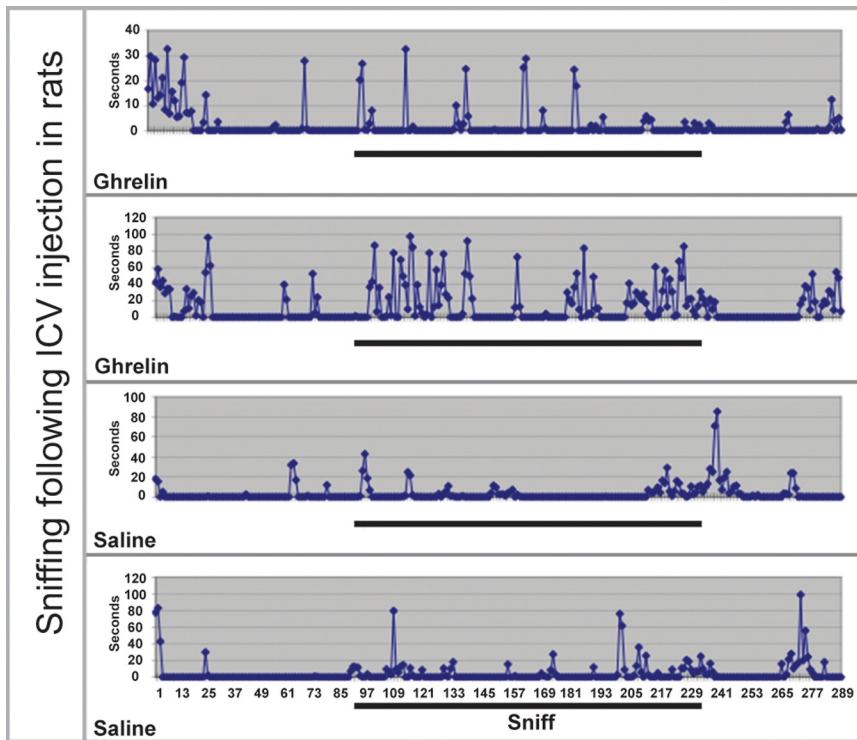 Sniffing following ICV injection in rats
Seconds
40
30
20
10
0
Ghrelin
Seconds
120
100
80
60
40
20
0
Ghrelin
Seconds
100
80
60
40
20
0
Saline
Seconds
120
100
80
60
40
20
0
1 13 25 37 49 61 73 85 97 109 121 133 145 157 169 181 193 205 217 229 241 253 265 277 289
Sniff
Saline